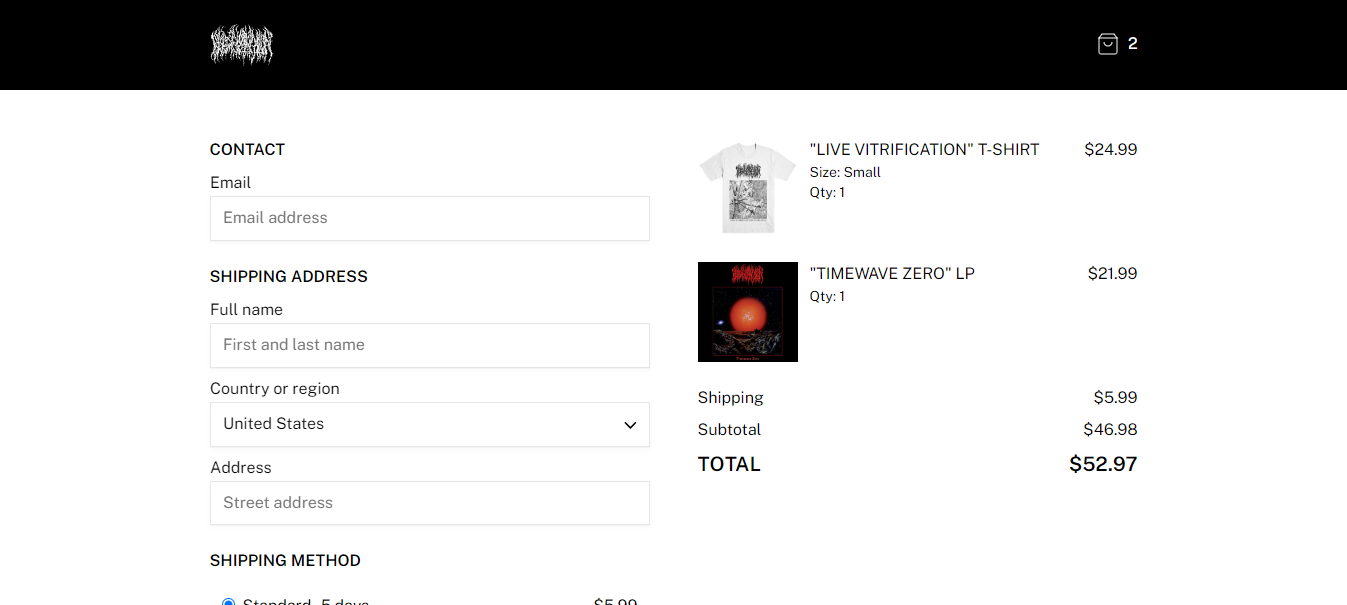 2
CONTACT
Email
Email address
SHIPPING ADDRESS
Full name
First and last name
Country or region
United States
Address
Street address
SHIPPING METHOD
Standard, 5 days $5.99
"LIVE VITRIFICATION" T-SHIRT $24.99
Size: Small
Qty: 1
"TIMEWAVE ZERO" LP $21.99
Qty: 1
Shipping $5.99
Subtotal $46.98
TOTAL $52.97